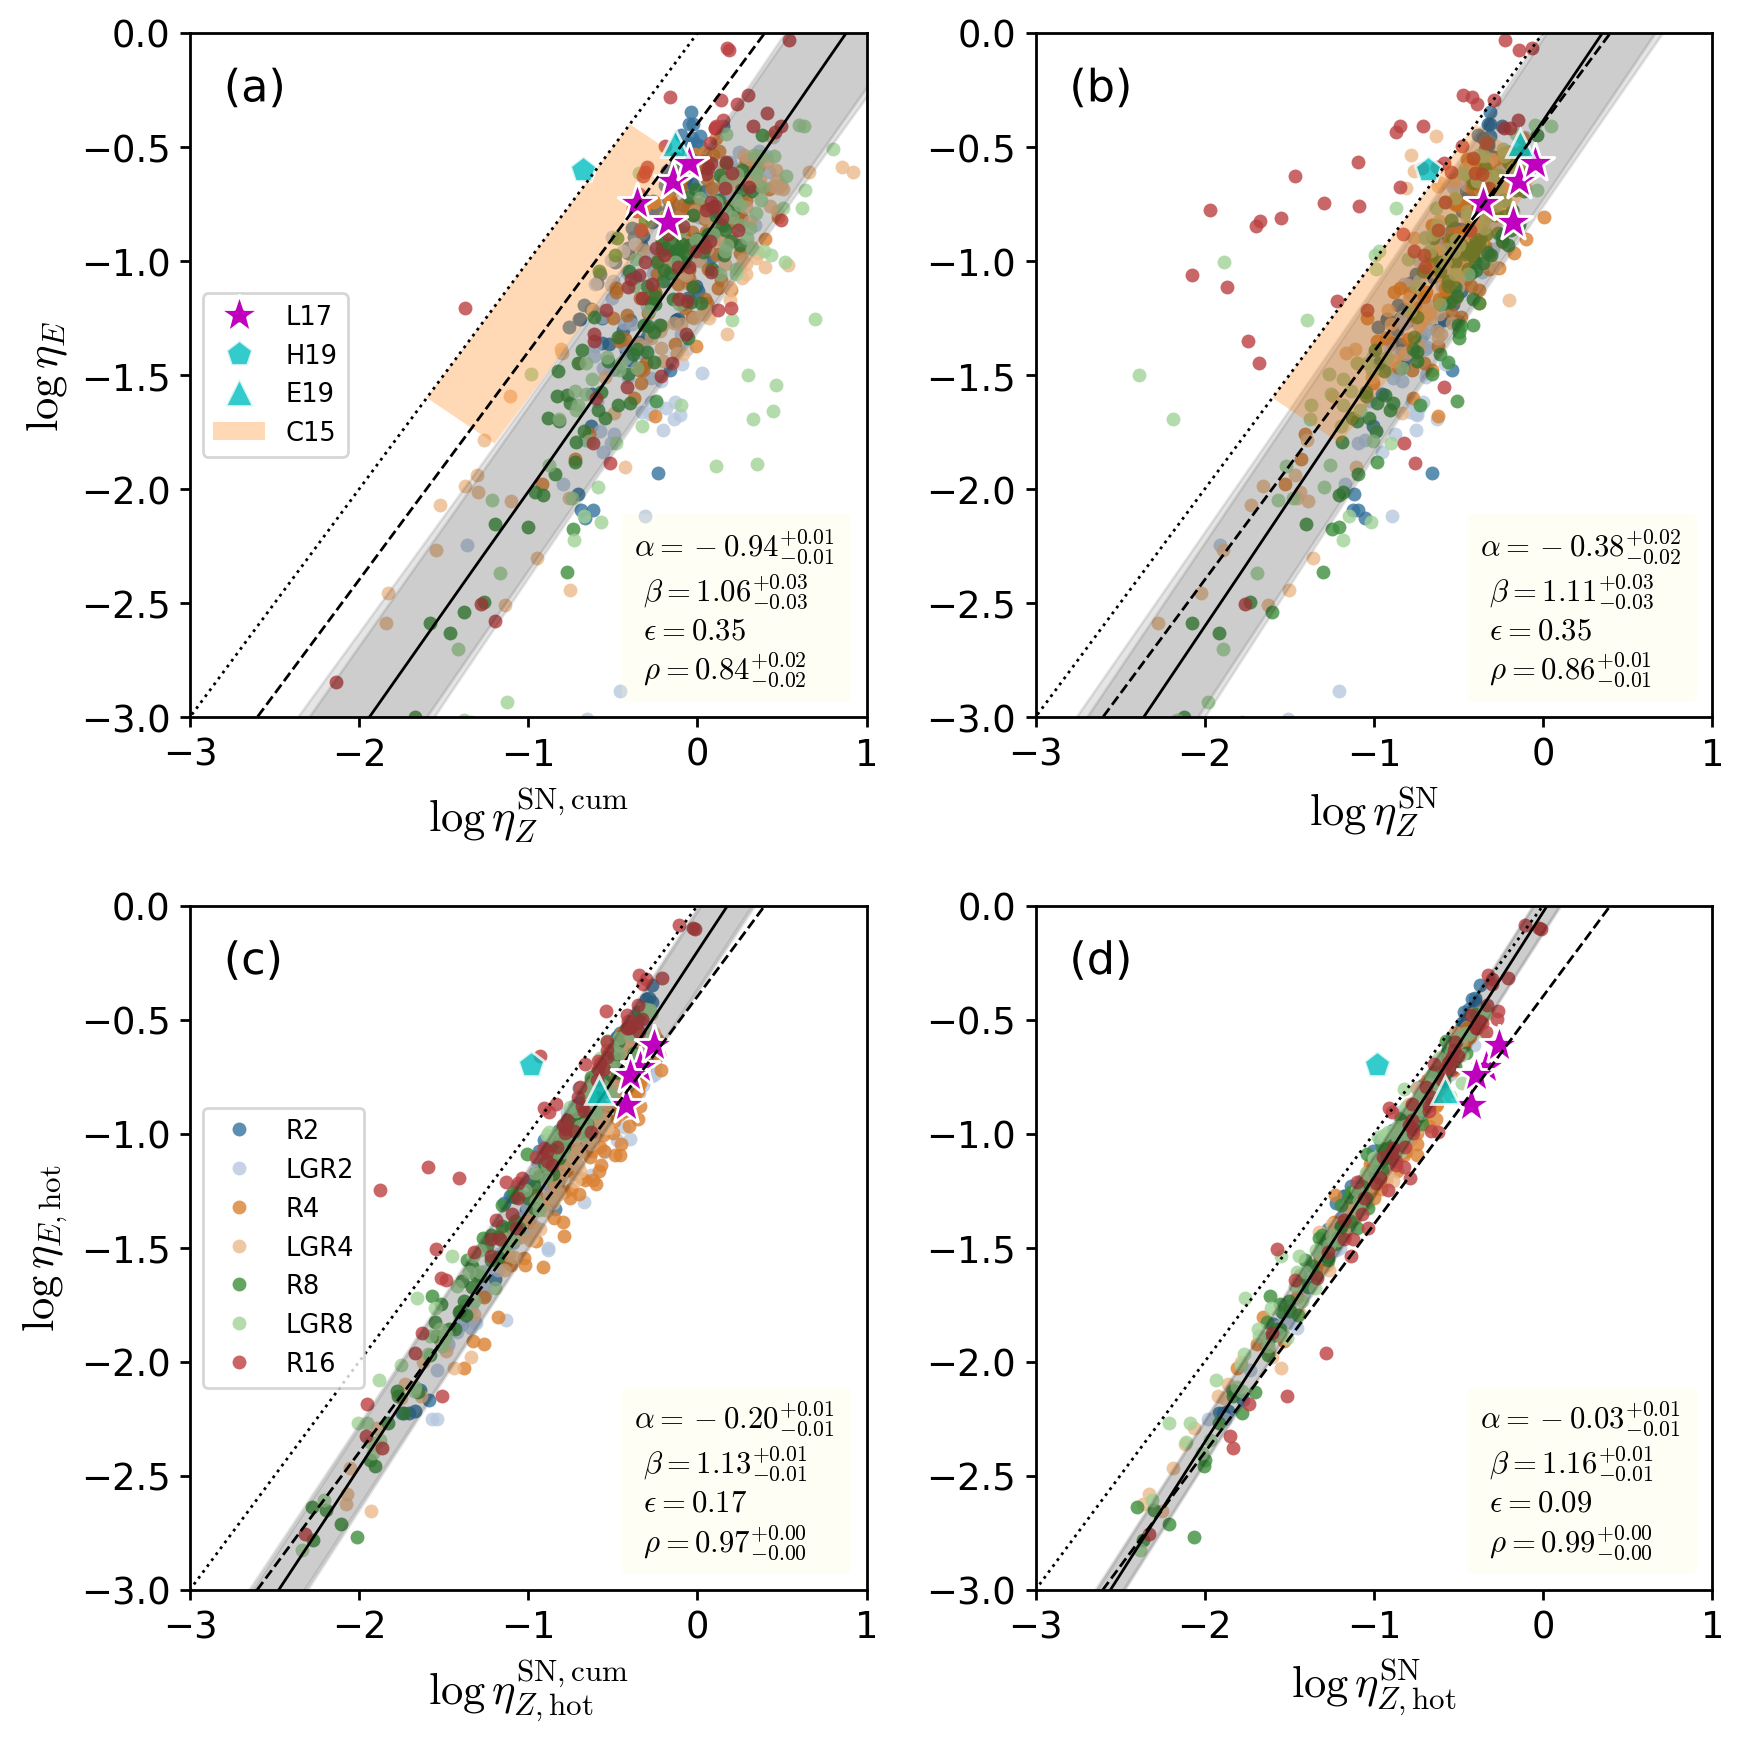 (a)
0.0
−0.5
−1.0
−1.5
−2.0
−2.5
−3.0
log η_E
L17
H19
E19
C15
α = −0.94^{+0.01}_{−0.01}
β = 1.06^{+0.03}_{−0.03}
ϵ = 0.35
ρ = 0.84^{+0.02}_{−0.02}
−3 −2 −1 0 1
log η_Z^{SN, cum}
(b)
0.0
−0.5
−1.0
−1.5
−2.0
−2.5
−3.0
α = −0.38^{+0.02}_{−0.02}
β = 1.11^{+0.03}_{−0.03}
ϵ = 0.35
ρ = 0.86^{+0.01}_{−0.01}
−3 −2 −1 0 1
log η_Z^{SN}
(c)
0.0
−0.5
−1.0
−1.5
−2.0
−2.5
−3.0
log η_{E, hot}
R2
LGR2
R4
LGR4
R8
LGR8
R16
α = −0.20^{+0.01}_{−0.01}
β = 1.13^{+0.01}_{−0.01}
ϵ = 0.17
ρ = 0.97^{+0.00}_{−0.00}
−3 −2 −1 0 1
log η_{Z, hot}^{SN, cum}
(d)
0.0
−0.5
−1.0
−1.5
−2.0
−2.5
−3.0
α = −0.03^{+0.01}_{−0.01}
β = 1.16^{+0.01}_{−0.01}
ϵ = 0.09
ρ = 0.99^{+0.00}_{−0.00}
−3 −2 −1 0 1
log η_{Z, hot}^{SN}